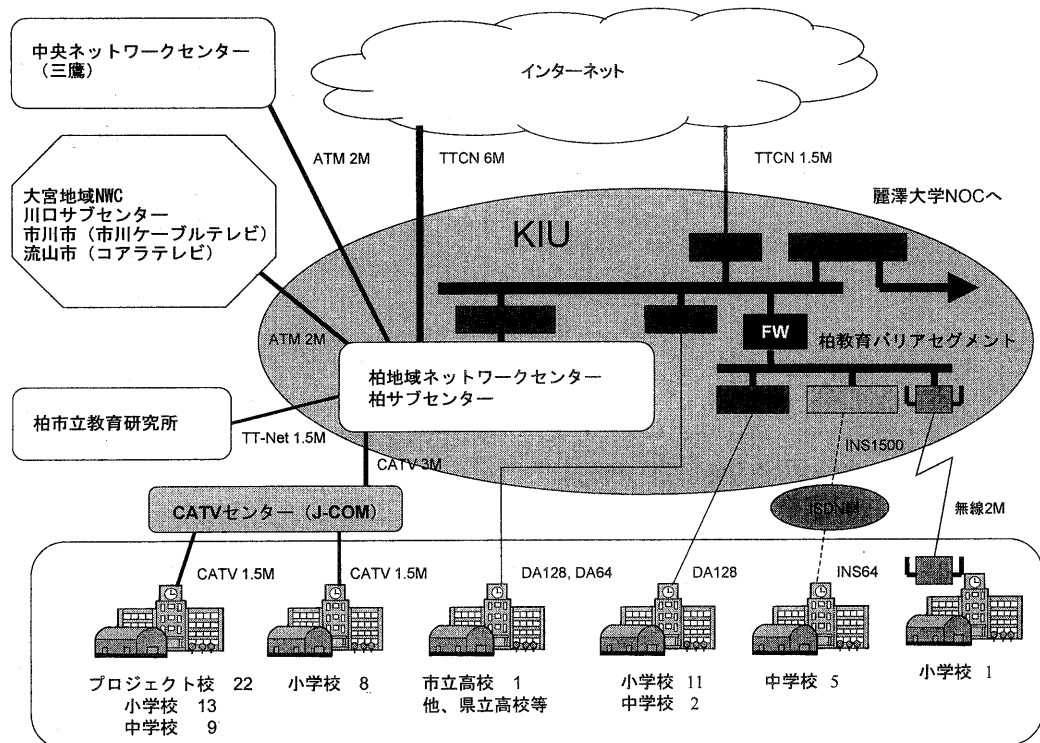 中央ネットワークセンター
(三鷹)
インターネット
ATM 2M
TTCN 6M
TTCN 1.5M
麗澤大学NOCへ
大宮地域NWC
川口サブセンター
市川市(市川ケーブルテレビ)
流山市(コアラテレビ)
KIU
FW
柏教育バリアセグメント
ATM 2M
柏地域ネットワークセンター
柏サブセンター
柏市立教育研究所
TT-Net 1.5M
INS1500
CATV 3M
CATVセンター(J-COM)
ISDN網
無線2M
CATV 1.5M
CATV 1.5M
DA128, DA64
DA128
INS64
プロジェクト校 22
小学校 13
中学校 9
小学校 8
市立高校 1
他、県立高校等
小学校 11
中学校 2
中学校 5
小学校 1